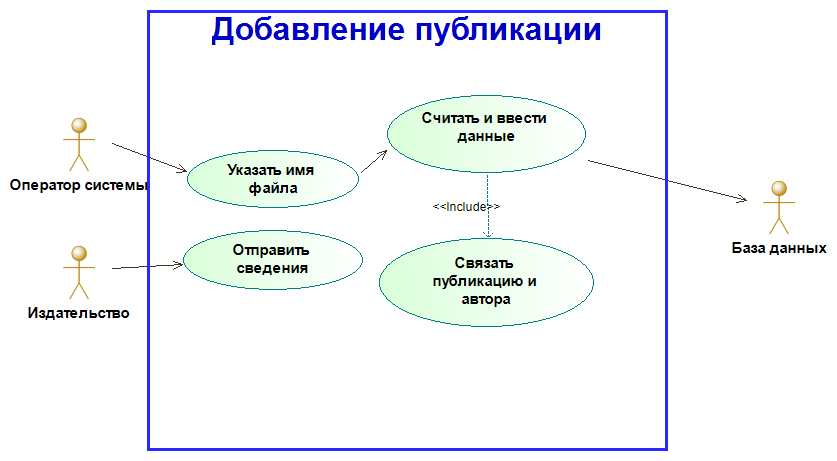 Добавление публикации
Считать и ввести
данные
Указать имя
файла
Оператор системы
<<Include>>
База данных
Отправить
сведения
Связать
публикацию и
автора
Издательство